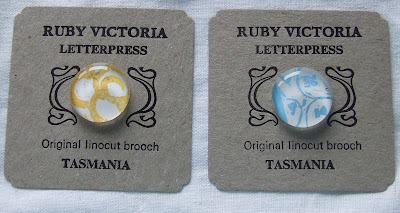 RUBY VICTORIA
LETTERPRESS
Original linocut brooch
TASMANIA
RUBY VICTORIA
LETTERPRESS
Original linocut brooch
TASMANIA